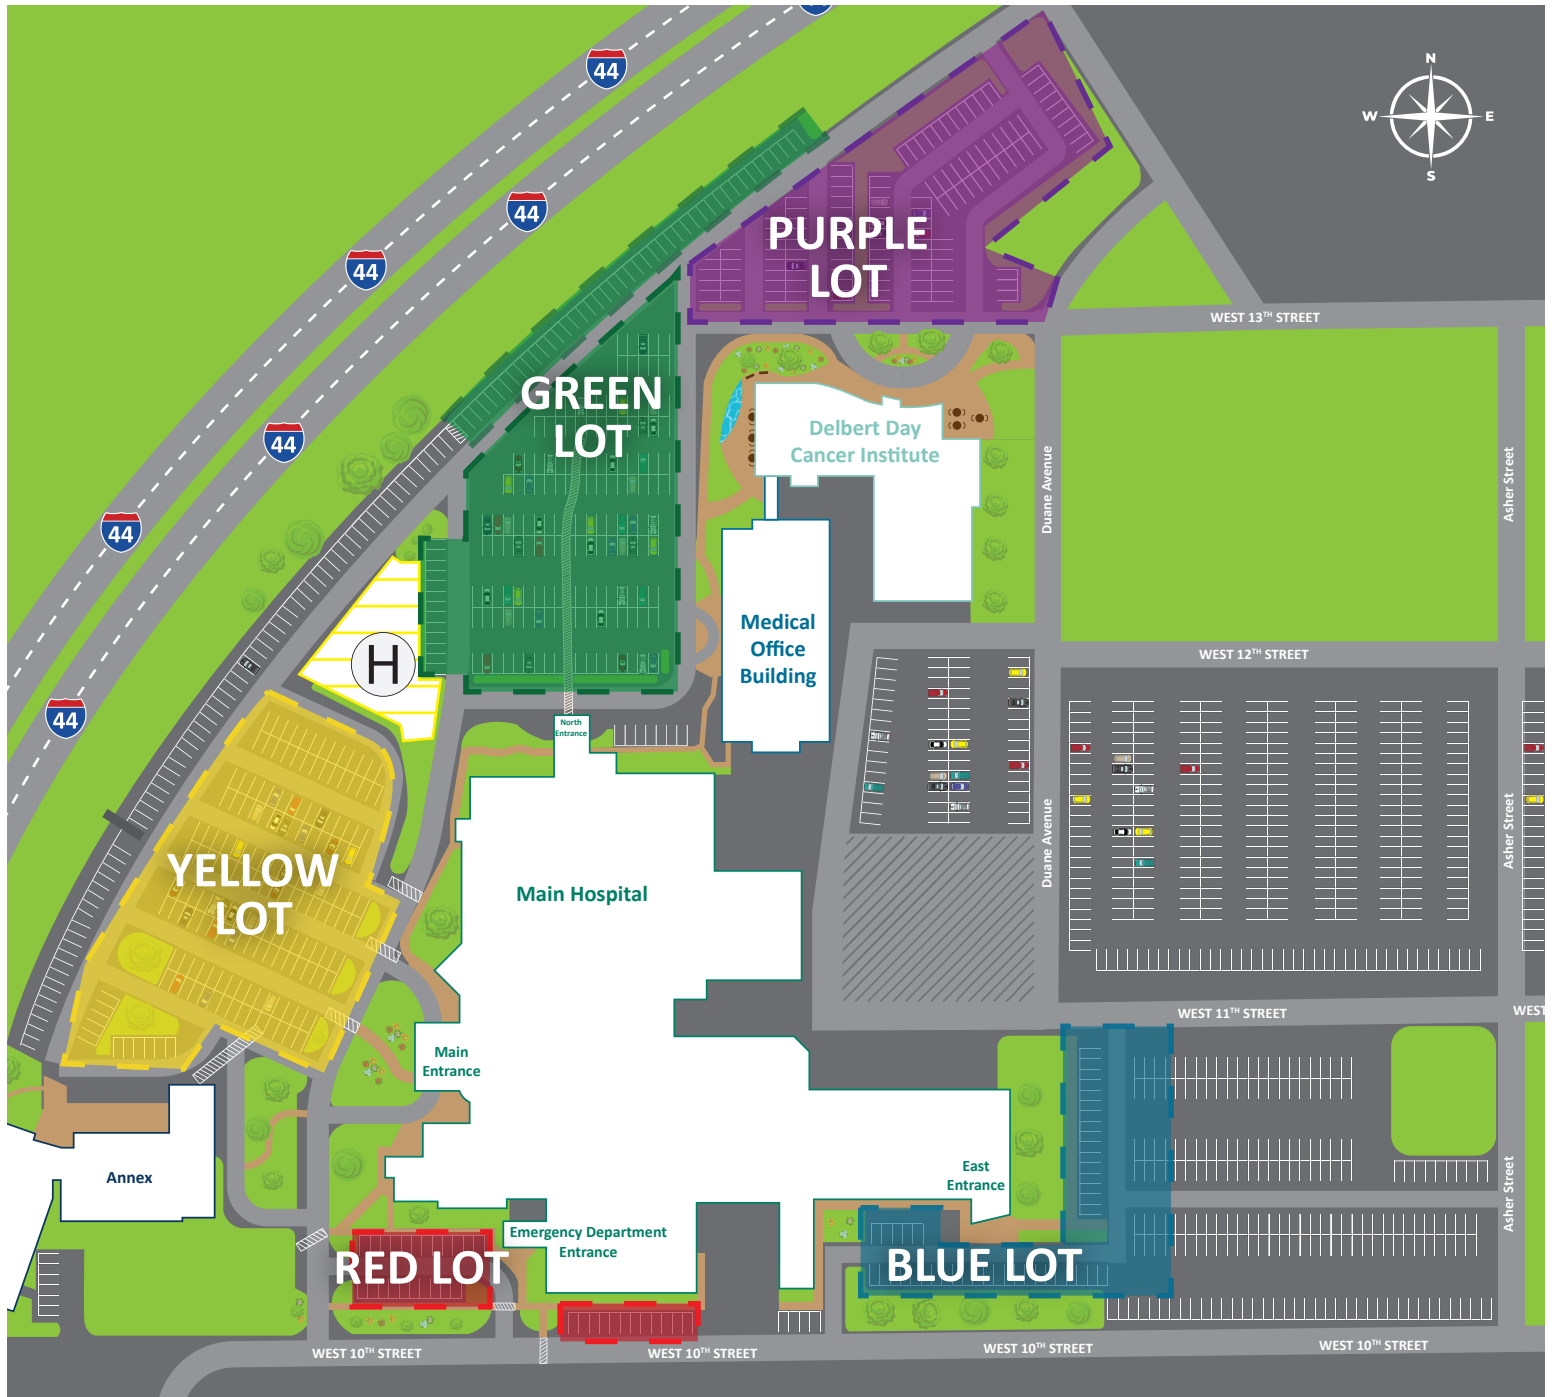 44
44
44
44
44
44
44
N
W
E
S
PURPLE
LOT
WEST 13TH STREET
GREEN
LOT
Delbert Day
Cancer Institute
Duane Avenue
Asher Street
Medical
Office
Building
H
WEST 12TH STREET
North
Entrance
YELLOW
LOT
Main Hospital
Duane Avenue
Asher Street
WEST 11TH STREET
WEST
Main
Entrance
Annex
East
Entrance
Asher Street
Emergency Department
Entrance
RED LOT
BLUE LOT
WEST 10TH STREET
WEST 10TH STREET
WEST 10TH STREET
WEST 10TH STREET